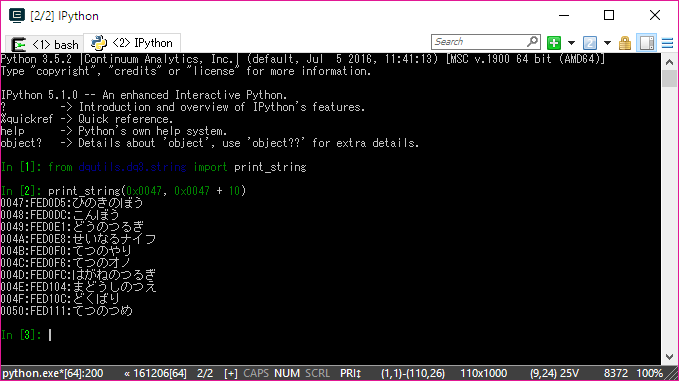 [2/2] IPython
<1> bash
<2> IPython
Search
Python 3.5.2 |Continuum Analytics, Inc.| (default, Jul  5 2016, 11:41:13) [MSC v.1900 64 bit (AMD64)]
Type "copyright", "credits" or "license" for more information.
IPython 5.1.0 -- An enhanced Interactive Python.
?         -> Introduction and overview of IPython's features.
%quickref -> Quick reference.
help      -> Python's own help system.
object?   -> Details about 'object', use 'object??' for extra details.
In [1]: from dqutils.dq3.string import print_string
In [2]: print_string(0x0047, 0x0047 + 10)
0047:FED0D5:ひのきのぼう
0048:FED0DC:こんぼう
0049:FED0E1:どうのつるぎ
004A:FED0E8:せいなるナイフ
004B:FED0F0:てつのやり
004C:FED0F6:てつのオノ
004D:FED0FC:はがねのつるぎ
004E:FED104:まどうしのつえ
004F:FED10C:どくばり
0050:FED111:てつのつめ
In [3]:
python.exe*[64]:200 « 161206[64] 2/2 [+] CAPS NUM SCRL PRI‡ (1,1)-(110,26) 110x1000 (9,24) 25V 8372 100%